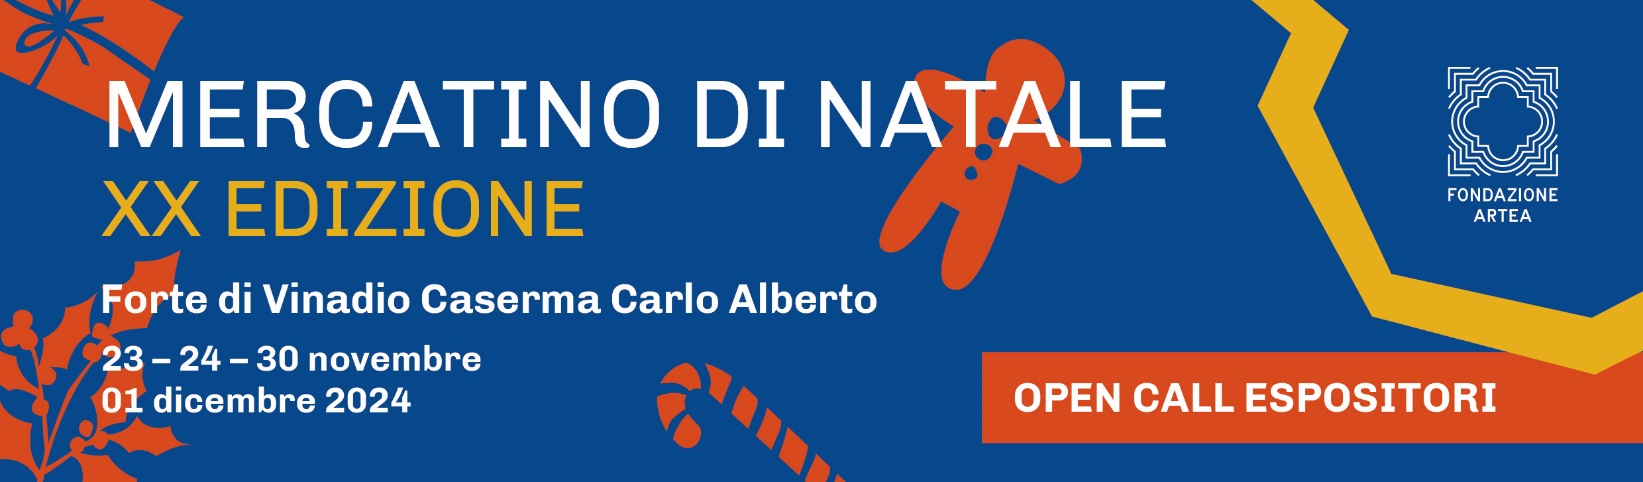 MERCATINO DI NATALE
XX EDIZIONE
Forte di Vinadio Caserma Carlo Alberto
23 – 24 – 30 novembre
01 dicembre 2024
FONDAZIONE
ARTEA
OPEN CALL ESPOSITORI